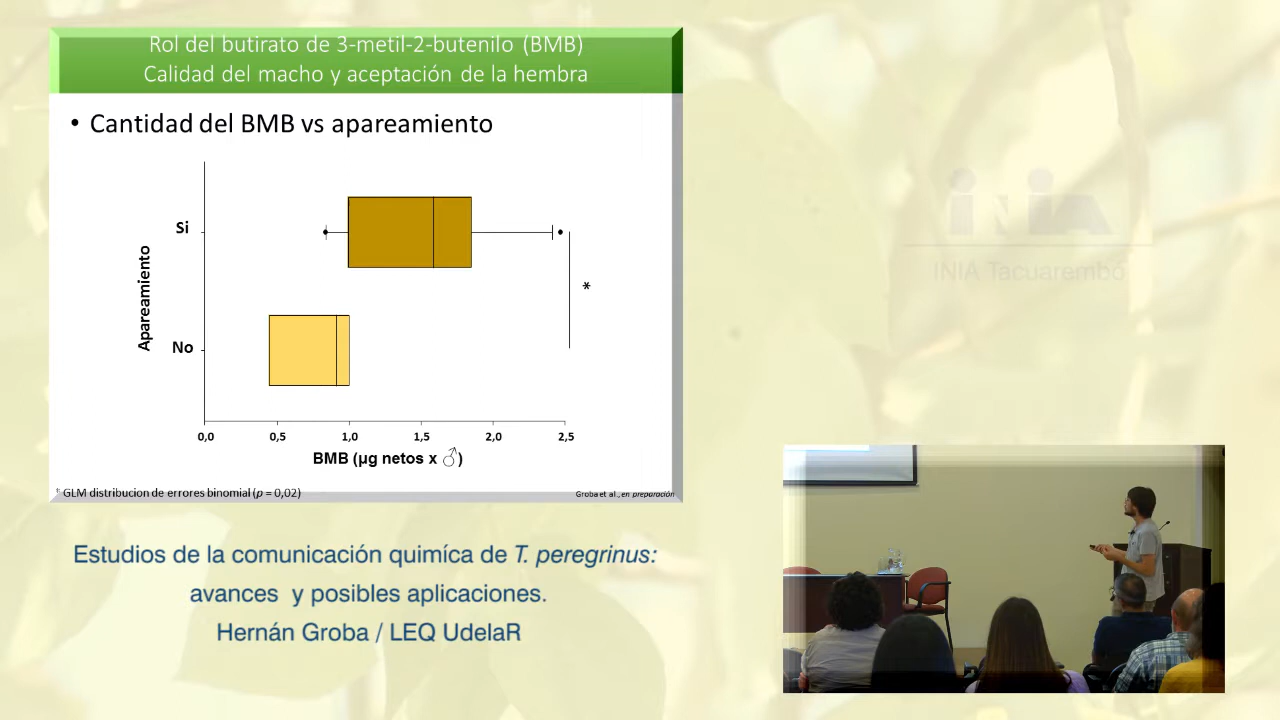 Rol del butirato de 3-metil-2-butenilo (BMB)
Calidad del macho y aceptación de la hembra
• Cantidad del BMB vs apareamiento
Apareamiento
Si
No
*
0,0 0,5 1,0 1,5 2,0 2,5
BMB (µg netos x ♂)
* GLM distribucion de errores binomial (p = 0,02)
Groba et al., en preparación
INIA
INIA Tacuarembó
Estudios de la comunicación quimíca de T. peregrinus:
avances y posibles aplicaciones.
Hernán Groba / LEQ UdelaR